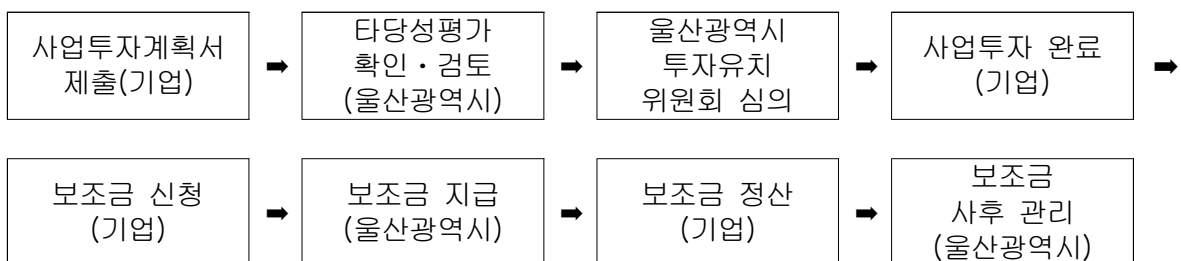 사업투자계획서
제출(기업)
➡
타당성평가
확인・검토
(울산광역시)
➡
울산광역시
투자유치
위원회 심의
➡
사업투자 완료
(기업)
➡
보조금 신청
(기업)
➡
보조금 지급
(울산광역시)
➡
보조금 정산
(기업)
➡
보조금
사후 관리
(울산광역시)